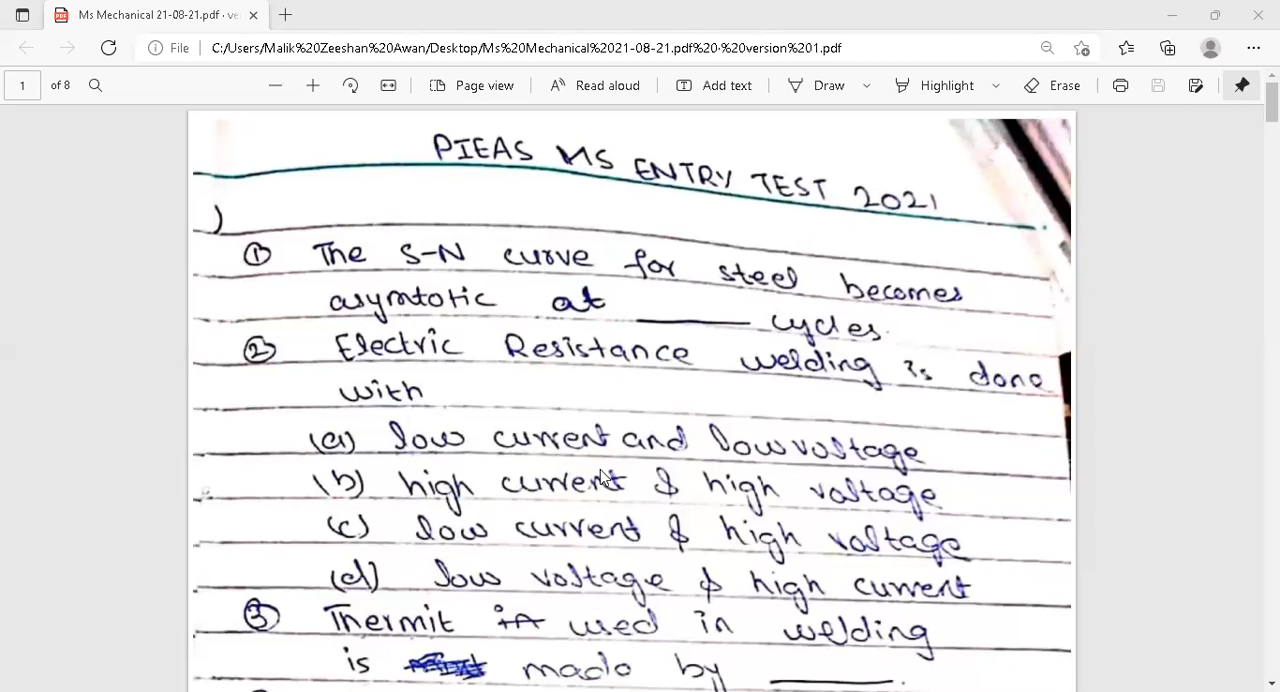 Ms Mechanical 21-08-21.pdf - ve
File C:/Users/Malik%20Zeeshan%20Awan/Desktop/Ms%20Mechanical%2021-08-21.pdf%20%20version%201.pdf
1 of 8 Page view Read aloud Add text Draw Highlight Erase
PIEAS MS ENTRY TEST 2021
)
① The S-N curve for steel becomes
asymtotic at ______ cycles.
② Electric Resistance welding is done
with
(a) low current and low voltage
(b) high current & high voltage
(c) low current & high voltage
(d) low voltage & high current
③ Thermit used in welding
is made by ______.